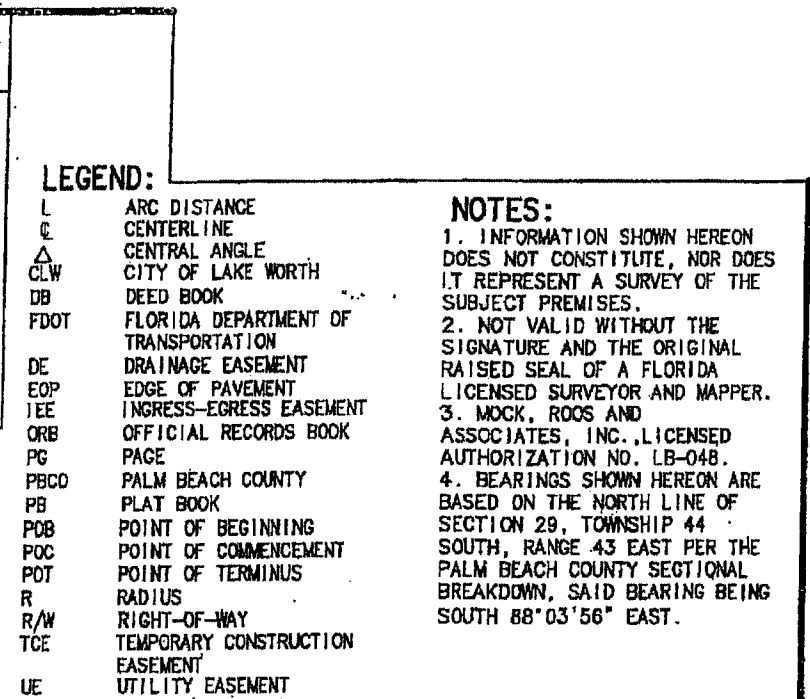 LEGEND:
L ARC DISTANCE
℄ CENTERLINE
△ CENTRAL ANGLE
CLW CITY OF LAKE WORTH
DB DEED BOOK
FDOT FLORIDA DEPARTMENT OF
TRANSPORTATION
DE DRAINAGE EASEMENT
EOP EDGE OF PAVEMENT
IEE INGRESS-EGRESS EASEMENT
ORB OFFICIAL RECORDS BOOK
PG PAGE
PBCO PALM BEACH COUNTY
PB PLAT BOOK
POB POINT OF BEGINNING
POC POINT OF COMMENCEMENT
POT POINT OF TERMINUS
R RADIUS
R/W RIGHT-OF-WAY
TCE TEMPORARY CONSTRUCTION
EASEMENT
UE UTILITY EASEMENT
NOTES:
1. INFORMATION SHOWN HEREON
DOES NOT CONSTITUTE, NOR DOES
IT REPRESENT A SURVEY OF THE
SUBJECT PREMISES.
2. NOT VALID WITHOUT THE
SIGNATURE AND THE ORIGINAL
RAISED SEAL OF A FLORIDA
LICENSED SURVEYOR AND MAPPER.
3. MOCK, ROOS AND
ASSOCIATES, INC., LICENSED
AUTHORIZATION NO. LB-048.
4. BEARINGS SHOWN HEREON ARE
BASED ON THE NORTH LINE OF
SECTION 29, TOWNSHIP 44
SOUTH, RANGE 43 EAST PER THE
PALM BEACH COUNTY SECTIONAL
BREAKDOWN, SAID BEARING BEING
SOUTH 88°03'56" EAST.